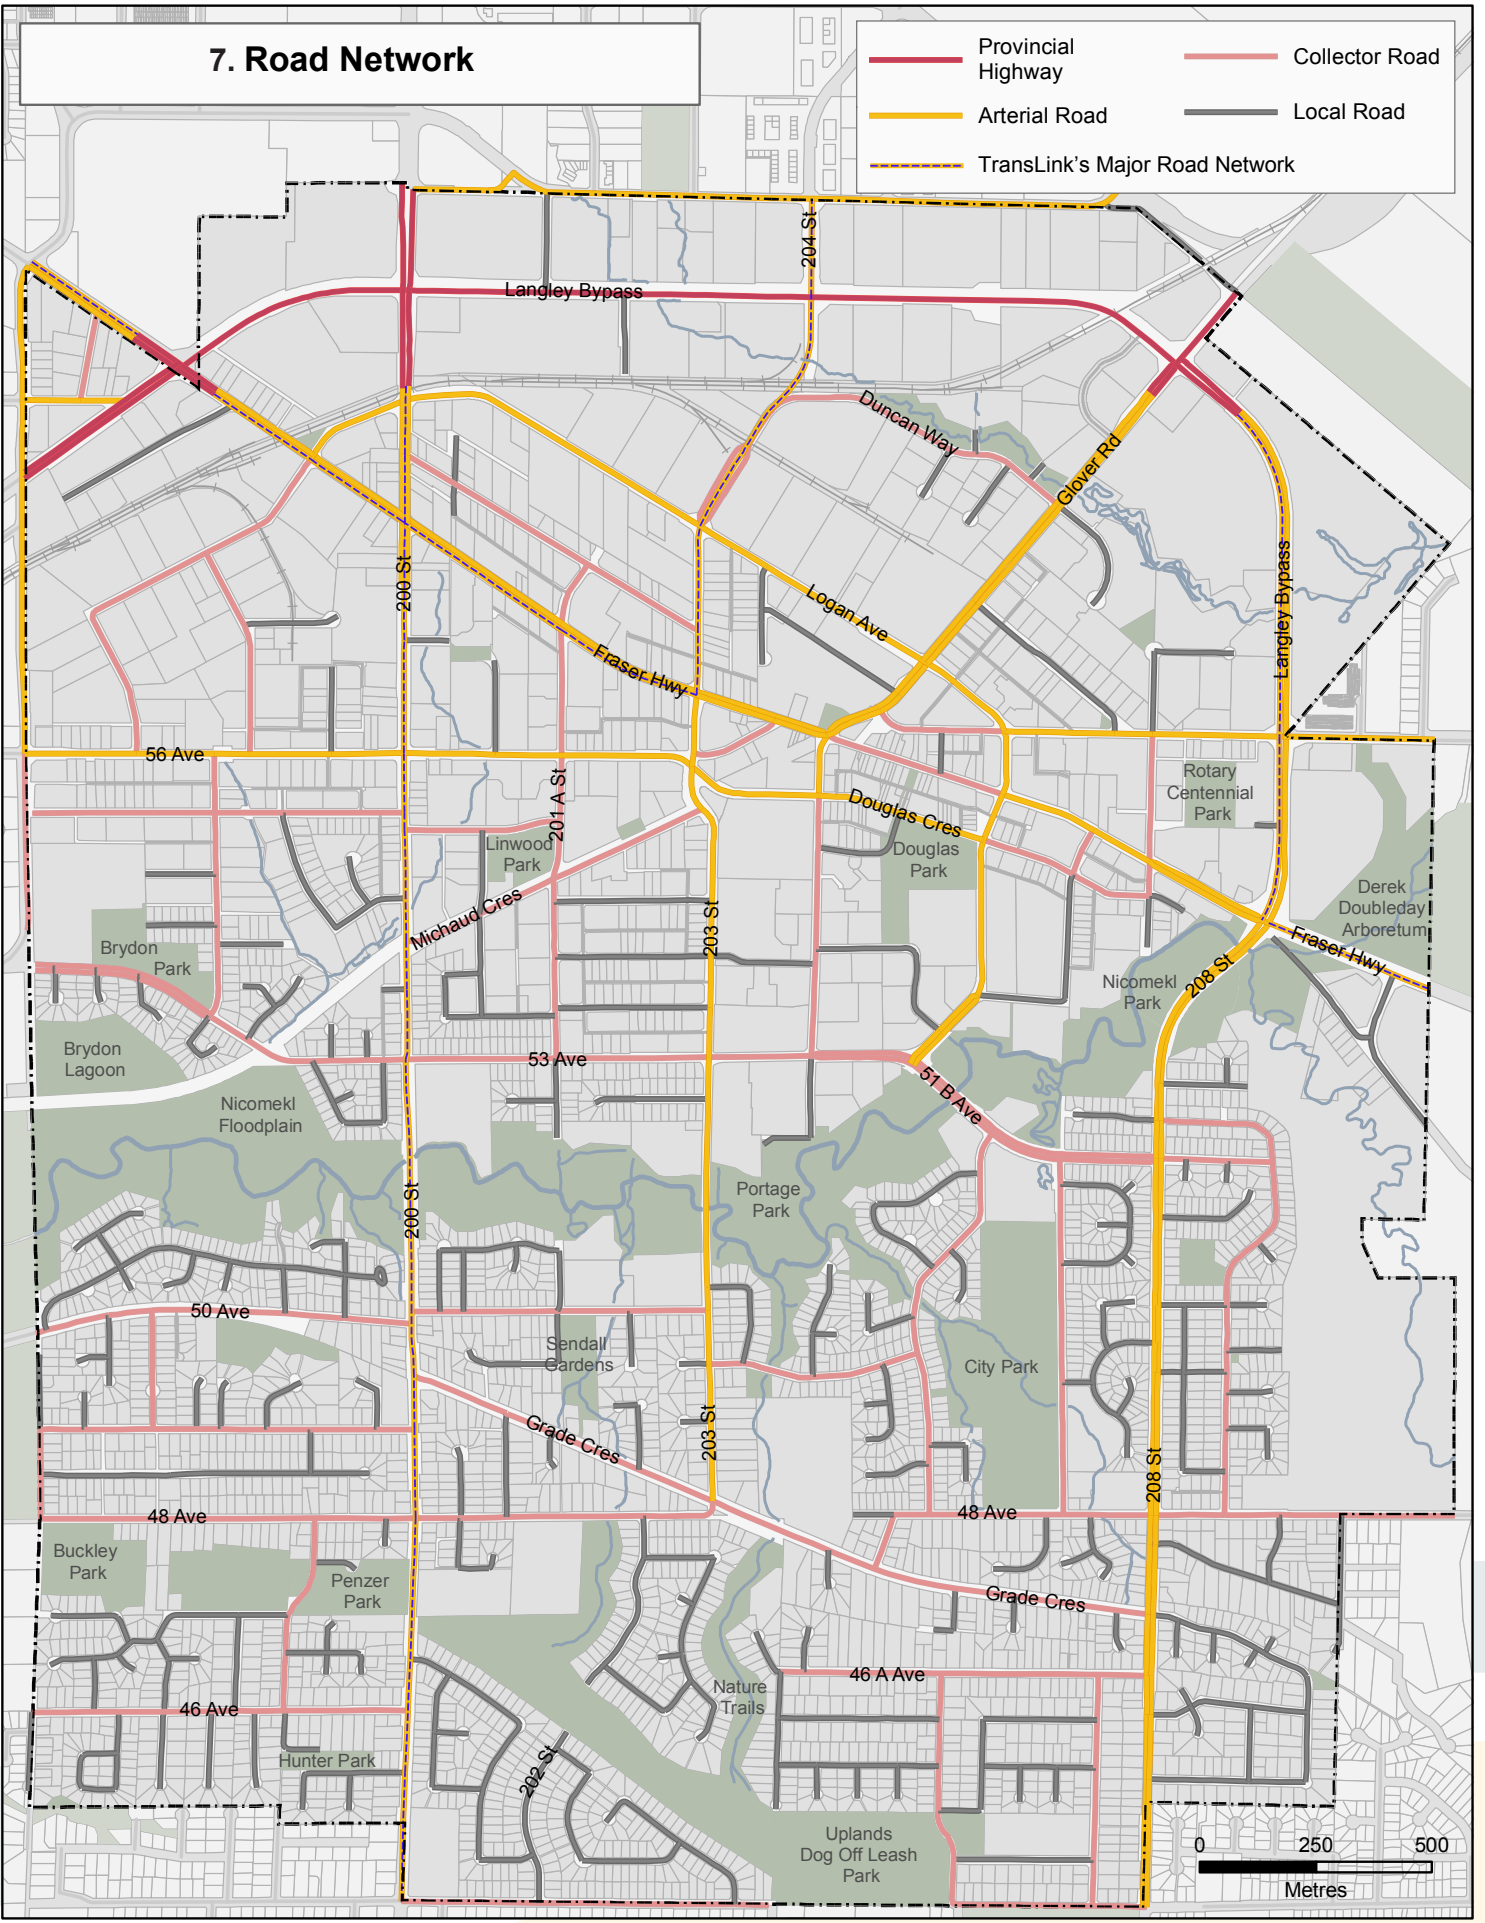 7. Road Network
Provincial
Highway
Collector Road
Arterial Road
Local Road
TransLink's Major Road Network
204 St
Langley Bypass
Duncan Way
Glover Rd
200 St
Logan Ave
Langley Bypass
Fraser Hwy
56 Ave
201 A St
Rotary
Centennial
Park
Douglas Cres
Linwood
Park
Douglas
Park
Derek
Doubleday
Arboretum
Michaud Cres
203 St
Brydon
Park
Fraser Hwy
208 St
Nicomekl
Park
Brydon
Lagoon
53 Ave
51 B Ave
Nicomekl
Floodplain
200 St
Portage
Park
50 Ave
Sendall
Gardens
City Park
Grade Cres
203 St
208 St
48 Ave
48 Ave
Buckley
Park
Penzer
Park
Grade Cres
46 A Ave
Nature
Trails
46 Ave
Hunter Park
202 St
Uplands
Dog Off Leash
Park
0 250 500
Metres